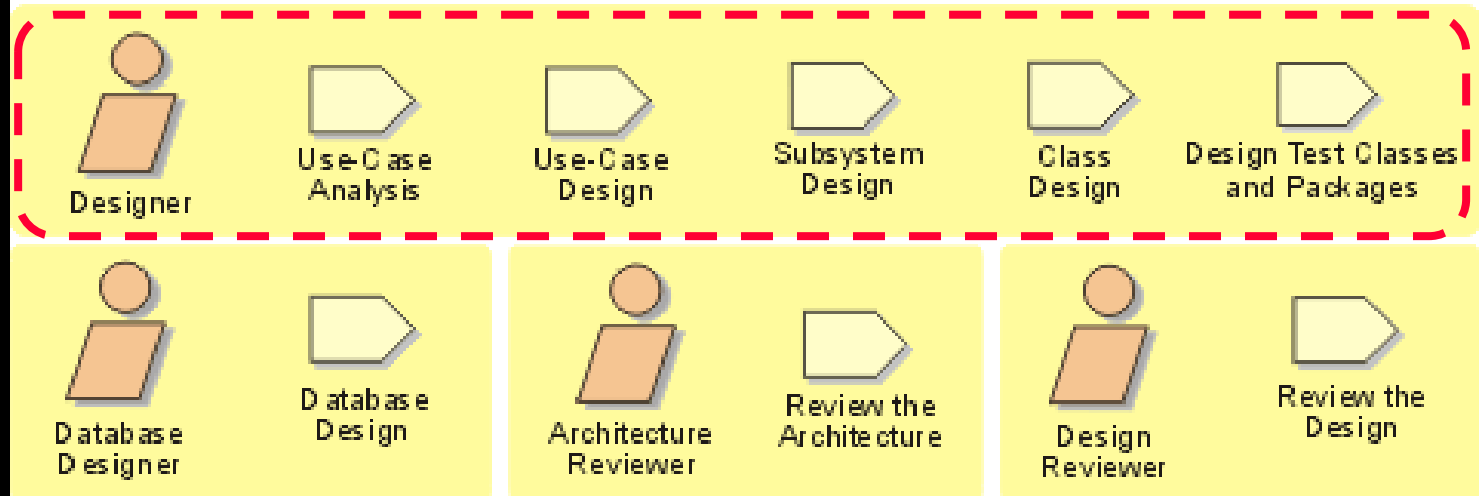 Designer
Use-Case
Analysis
Use-Case
Design
Subsystem
Design
Class
Design
Design Test Classes
and Packages
Database
Designer
Database
Design
Architecture
Reviewer
Review the
Architecture
Design
Reviewer
Review the
Design